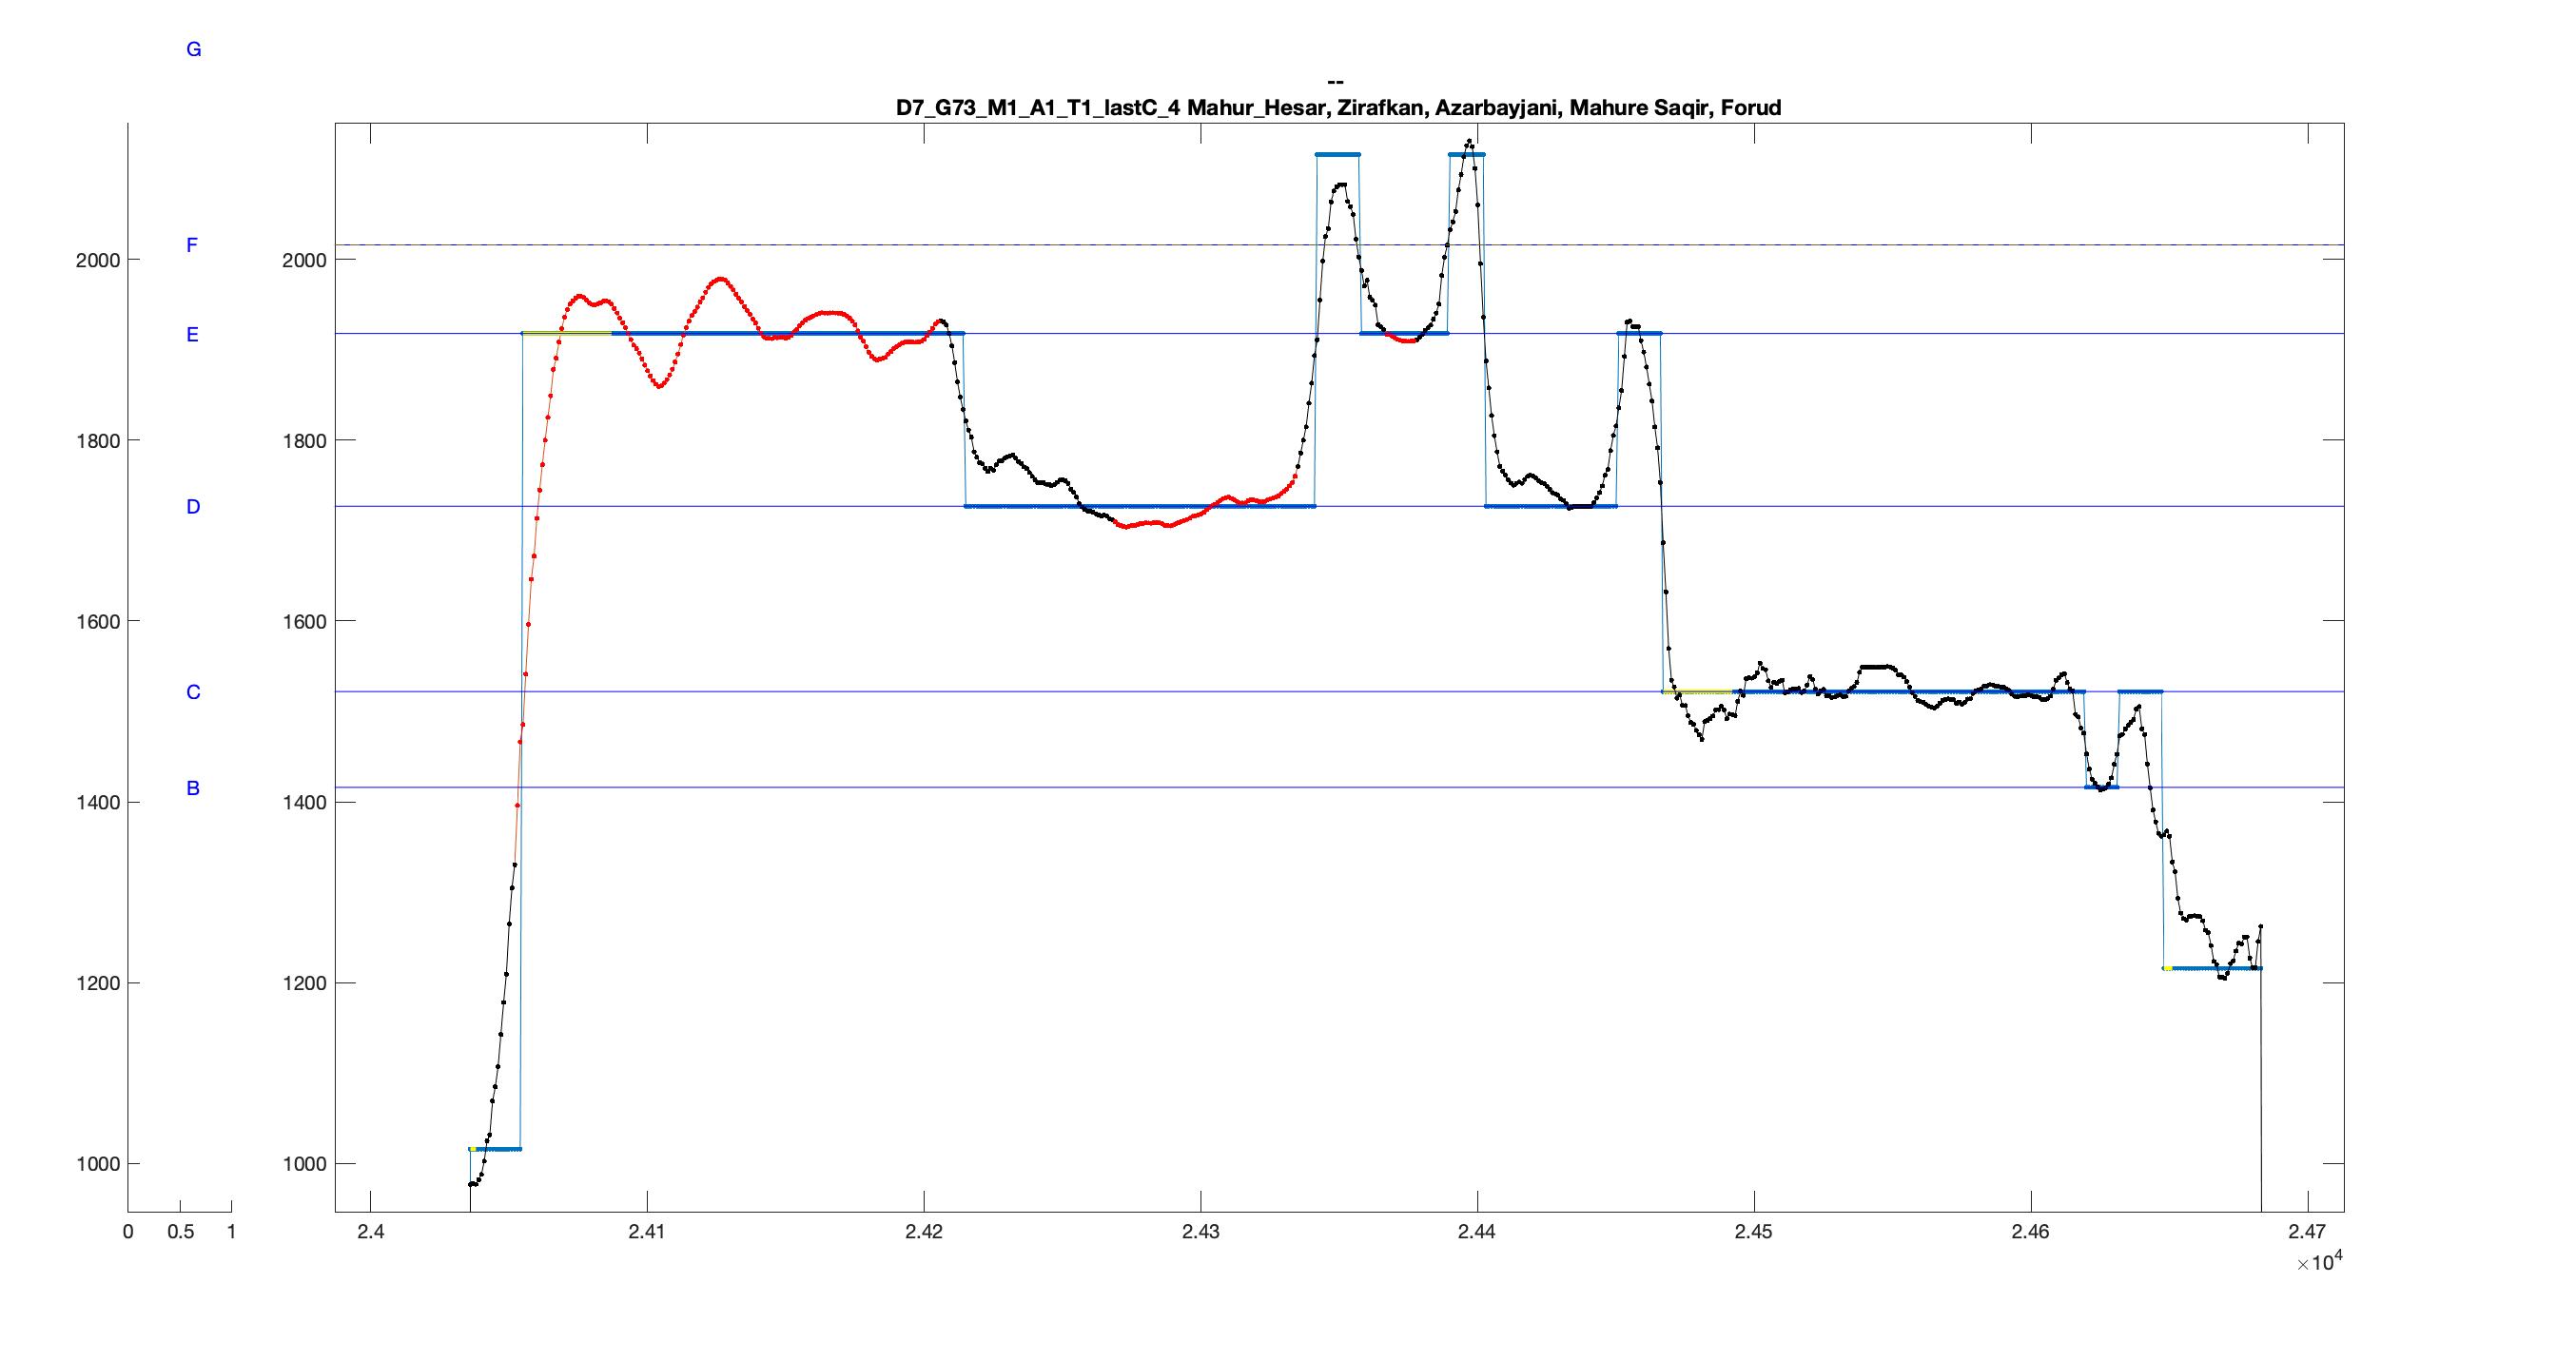 G
--
D7_G73_M1_A1_T1_lastC_4 Mahur_Hesar, Zirafkan, Azarbayjani, Mahure Saqir, Forud
F
2000 2000
E
1800 1800
D
1600 1600
C
B
1400 1400
1200 1200
1000 1000
0 0.5 1 2.4 2.41 2.42 2.43 2.44 2.45 2.46 2.47
×10^4